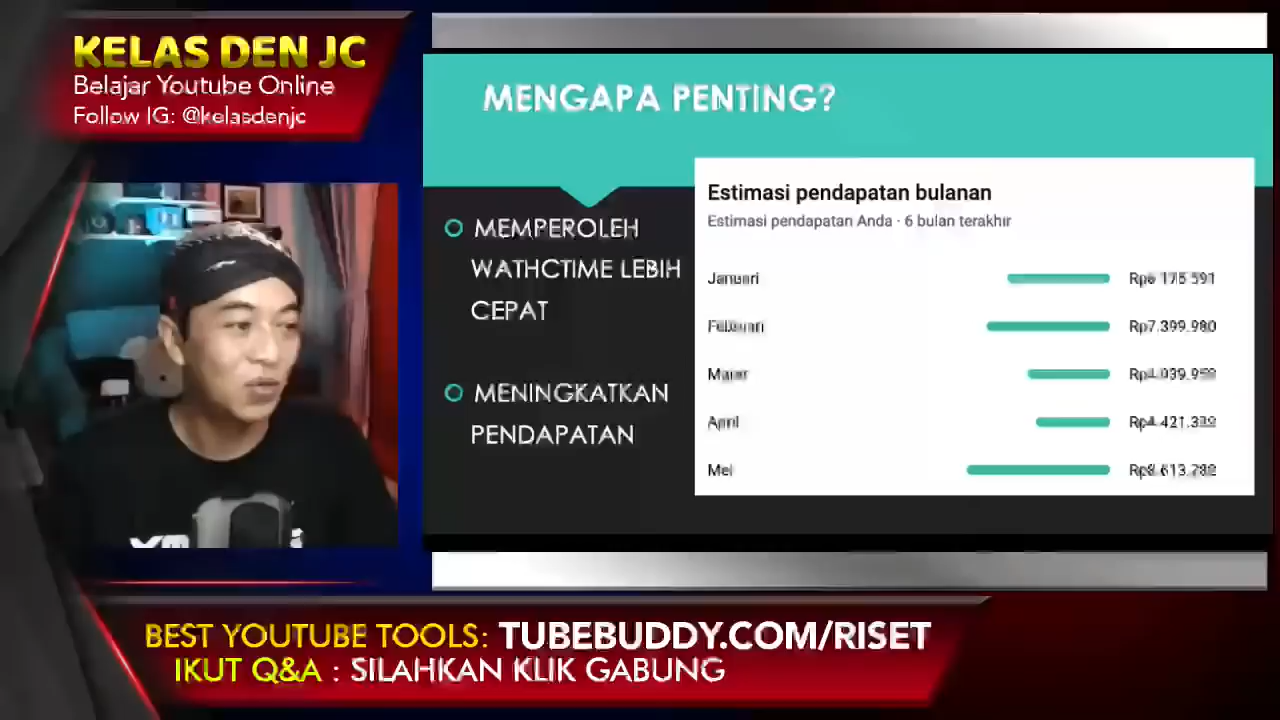 KELAS DEN JC
Belajar Youtube Online
Follow IG: @kelasdenjc
MENGAPA PENTING?
MEMPEROLEH
WATHCTIME LEBIH
CEPAT
MENINGKATKAN
PENDAPATAN
Estimasi pendapatan bulanan
Estimasi pendapatan Anda · 6 bulan terakhir
Januari
Februari Rp7.399.980
Maret
April
Mei
BEST YOUTUBE TOOLS: TUBEBUDDY.COM/RISET
IKUT Q&A : SILAHKAN KLIK GABUNG